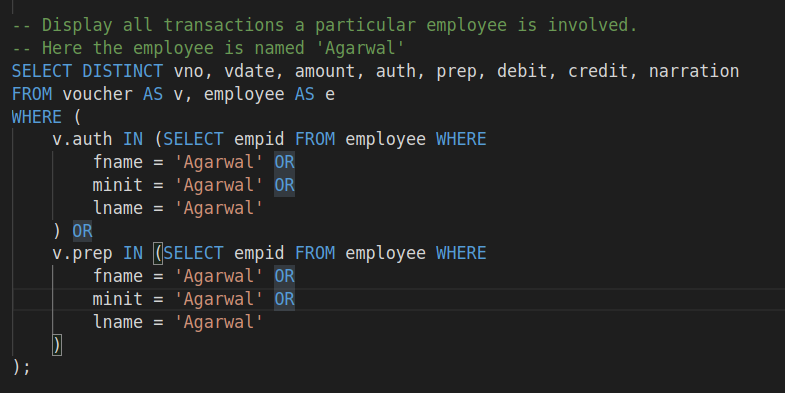 -- Display all transactions a particular employee is involved.
-- Here the employee is named 'Agarwal'
SELECT DISTINCT vno, vdate, amount, auth, prep, debit, credit, narration
FROM voucher AS v, employee AS e
WHERE (
    v.auth IN (SELECT empid FROM employee WHERE
        fname = 'Agarwal' OR
        minit = 'Agarwal' OR
        lname = 'Agarwal'
    ) OR
    v.prep IN (SELECT empid FROM employee WHERE
        fname = 'Agarwal' OR
        minit = 'Agarwal' OR
        lname = 'Agarwal'
    )
);